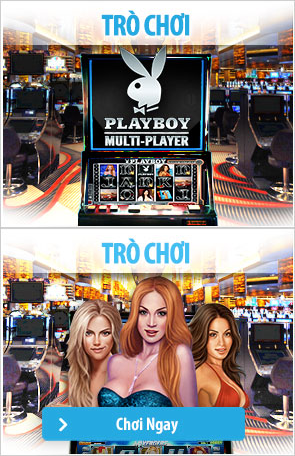 TRÒ CHƠI
PLAYBOY
MULTI-PLAYER
PLAYBOY
TRÒ CHƠI
Chơi Ngay